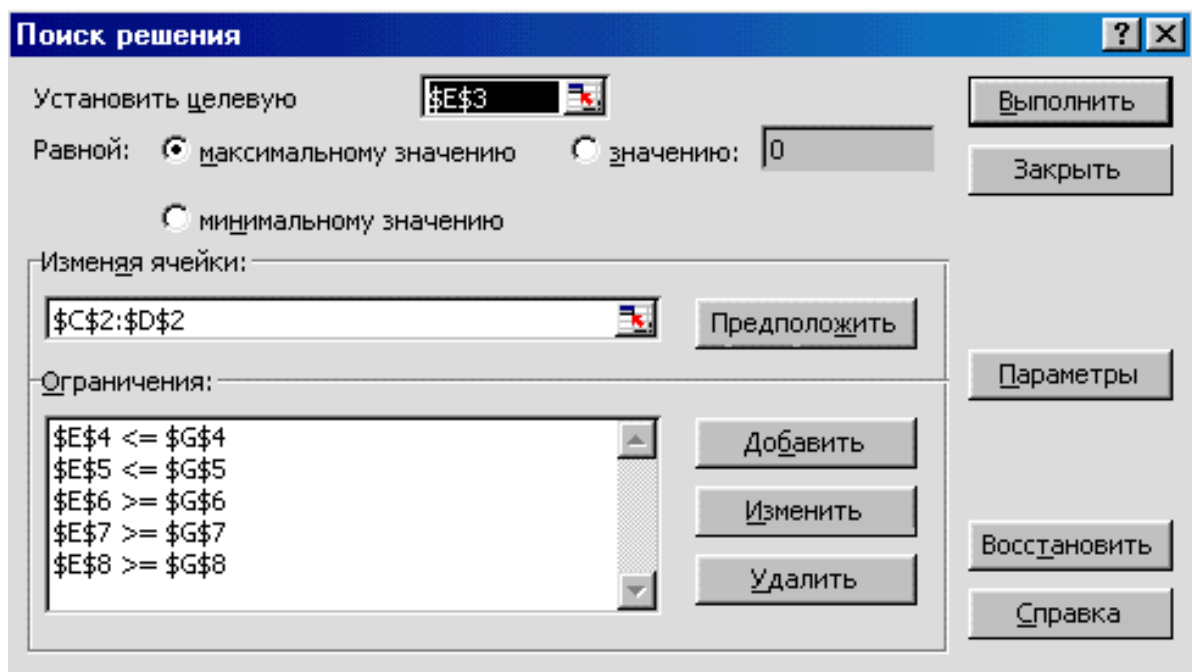 Поиск решения
Установить целевую $E$3
Выполнить
Равной: максимальному значению значению: 0
Закрыть
минимальному значению
Изменяя ячейки:
$C$2:$D$2 Предположить
Параметры
Ограничения:
$E$4 <= $G$4
$E$5 <= $G$5
$E$6 >= $G$6
$E$7 >= $G$7
$E$8 >= $G$8
Добавить
Изменить
Удалить
Восстановить
Справка